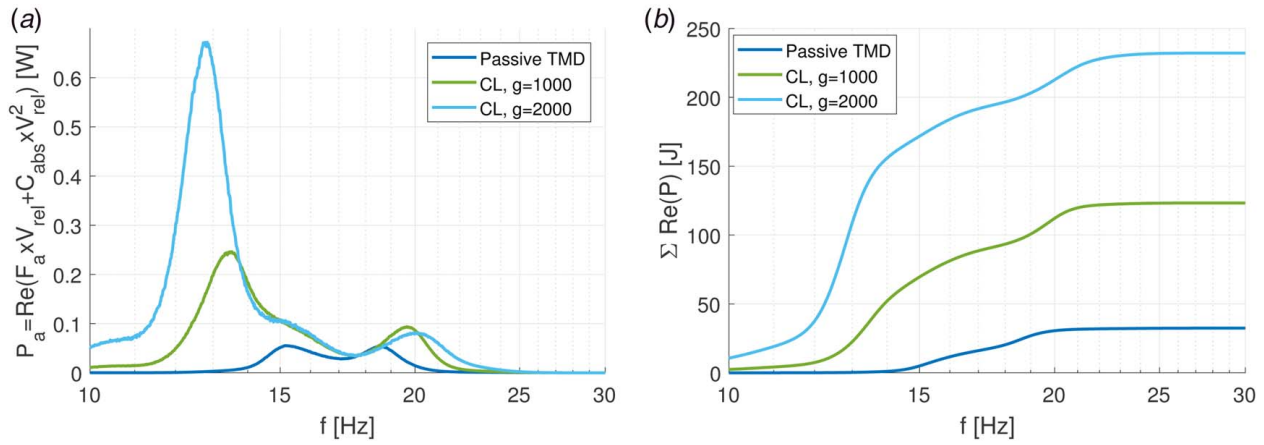 (a)
P_a=Re(F_a xV_rel+C_abs xV²_rel) [W]
0.6
0.5
0.4
0.3
0.2
0.1
0
10
15
20
25
30
f [Hz]
Passive TMD
CL, g=1000
CL, g=2000
(b)
Σ Re(P) [J]
250
200
150
100
50
0
10
15
20
25
30
f [Hz]
Passive TMD
CL, g=1000
CL, g=2000